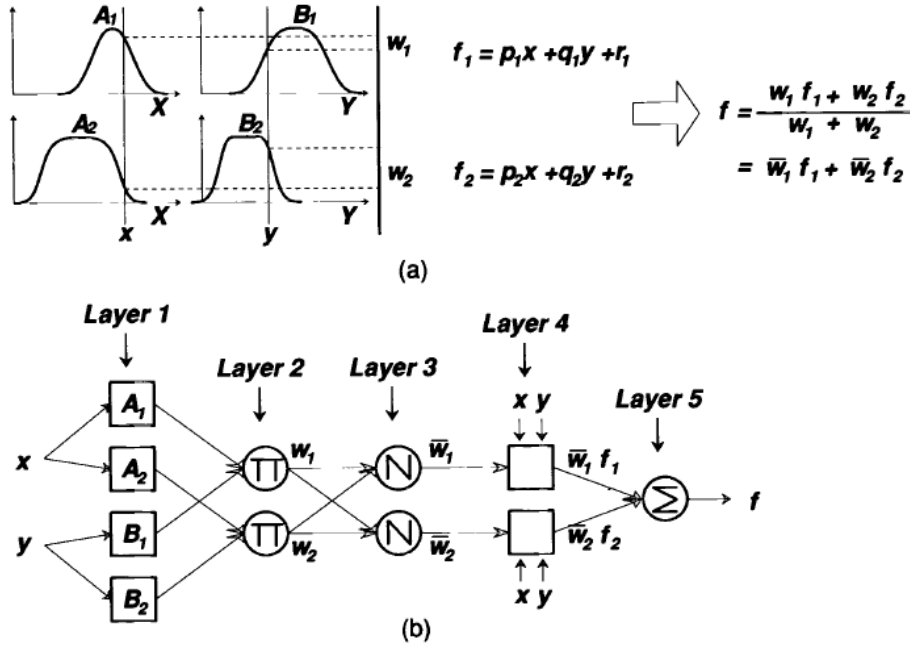 A₁
B₁
w₁
X
Y
f₁ = p₁x + q₁y + r₁
A₂
B₂
w₂
X
Y
x
y
f₂ = p₂x + q₂y + r₂
f = w₁ f₁ + w₂ f₂
w₁ + w₂
= w̅₁ f₁ + w̅₂ f₂
(a)
Layer 1
Layer 2
Layer 3
Layer 4
Layer 5
x y
A₁
x
A₂
y
B₁
B₂
Π
w₁
N
w̅₁
w̅₁ f₁
Σ
f
Π
w₂
N
w̅₂
w̅₂ f₂
x y
(b)